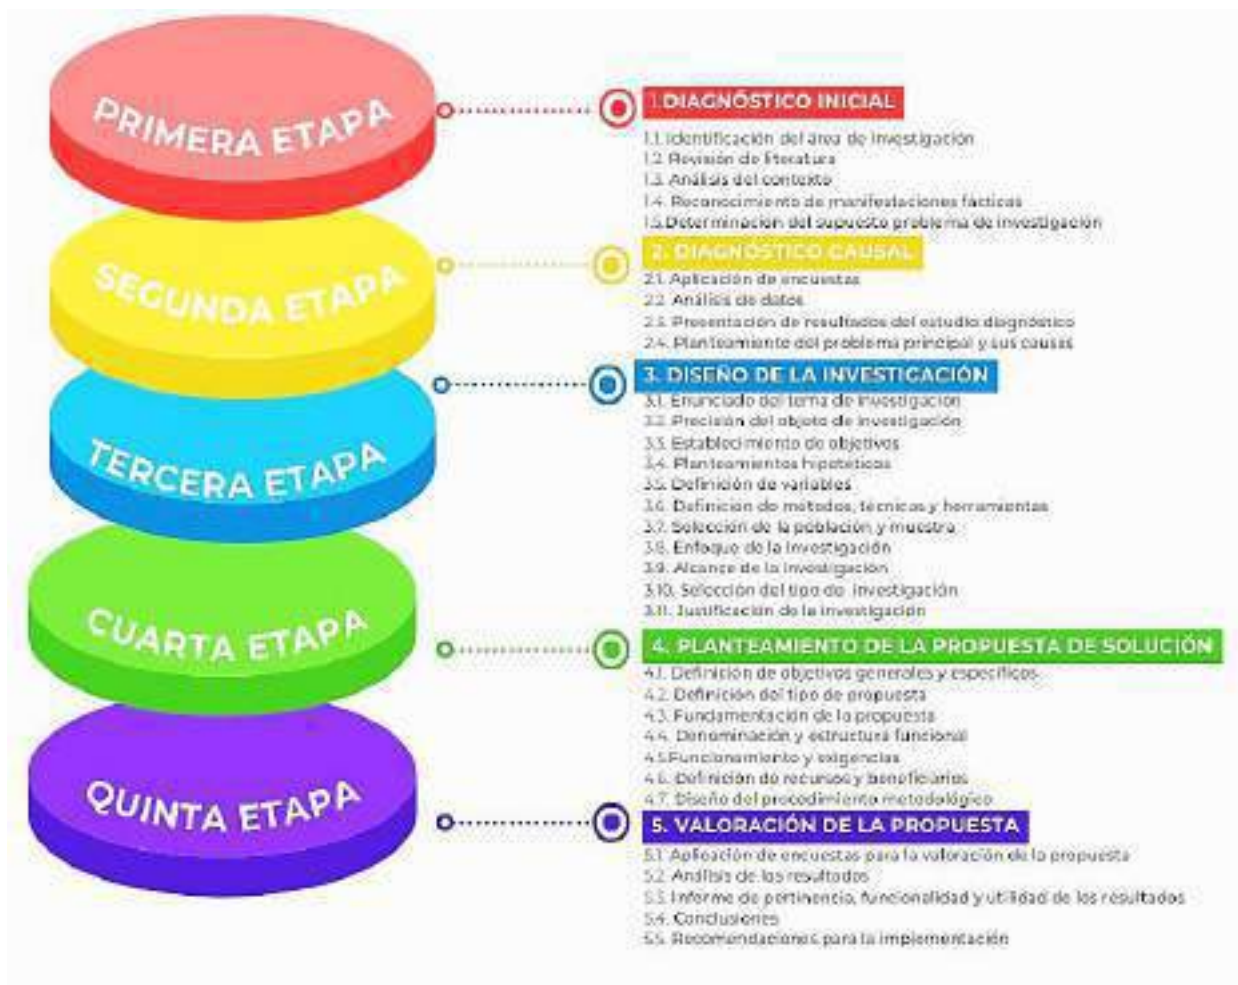 PRIMERA ETAPA
1.DIAGNÓSTICO INICIAL
1.1. Identificación del área de investigación
1.2. Revisión de literatura
1.3. Análisis del contexto
1.4. Reconocimiento de manifestaciones fácticas
1.5.Determinación del supuesto problema de investigación
SEGUNDA ETAPA
2. DIAGNÓSTICO CAUSAL
2.1. Aplicación de encuestas
2.2. Análisis de datos
2.3. Presentación de resultados del estudio diagnóstico
2.4. Planteamiento del problema principal y sus causas
TERCERA ETAPA
3. DISEÑO DE LA INVESTIGACIÓN
3.1. Enunciado del tema de investigación
3.2. Precisión del objeto de investigación
3.3. Establecimiento de objetivos
3.4. Planteamientos hipotéticos
3.5. Definición de variables
3.6. Definición de métodos, técnicas y herramientas
3.7. Selección de la población y muestra
3.8. Enfoque de la investigación
3.9. Alcance de la investigación
3.10. Selección del tipo de investigación
3.11. Justificación de la investigación
CUARTA ETAPA
4. PLANTEAMIENTO DE LA PROPUESTA DE SOLUCIÓN
4.1. Definición de objetivos generales y específicos
4.2. Definición del tipo de propuesta
4.3. Fundamentación de la propuesta
4.4. Denominación y estructura funcional
4.5.Funcionamiento y exigencias
4.6. Definición de recursos y beneficiarios
4.7. Diseño del procedimiento metodológico
QUINTA ETAPA
5. VALORACIÓN DE LA PROPUESTA
5.1. Aplicación de encuestas para la valoración de la propuesta
5.2. Análisis de los resultados
5.3. Informe de pertinencia, funcionalidad y utilidad de los resultados
5.4. Conclusiones
5.5. Recomendaciones para la implementación